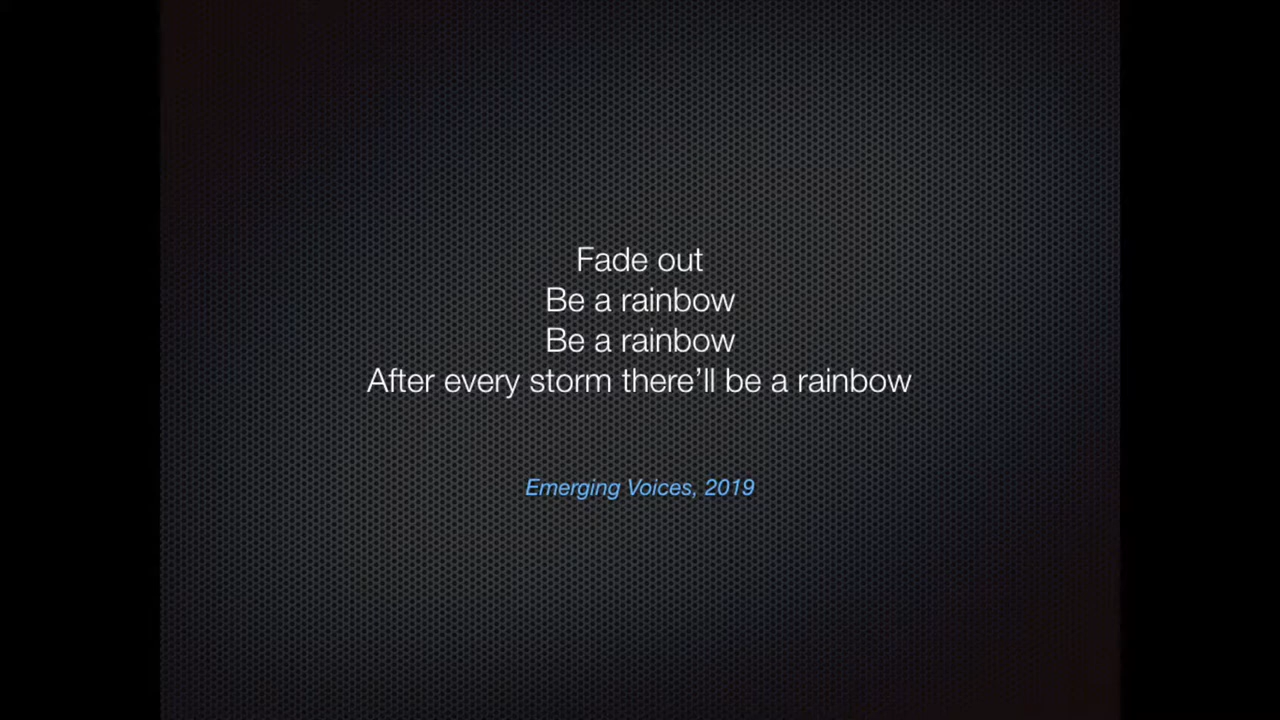 Fade out
Be a rainbow
Be a rainbow
After every storm there’ll be a rainbow
Emerging Voices, 2019